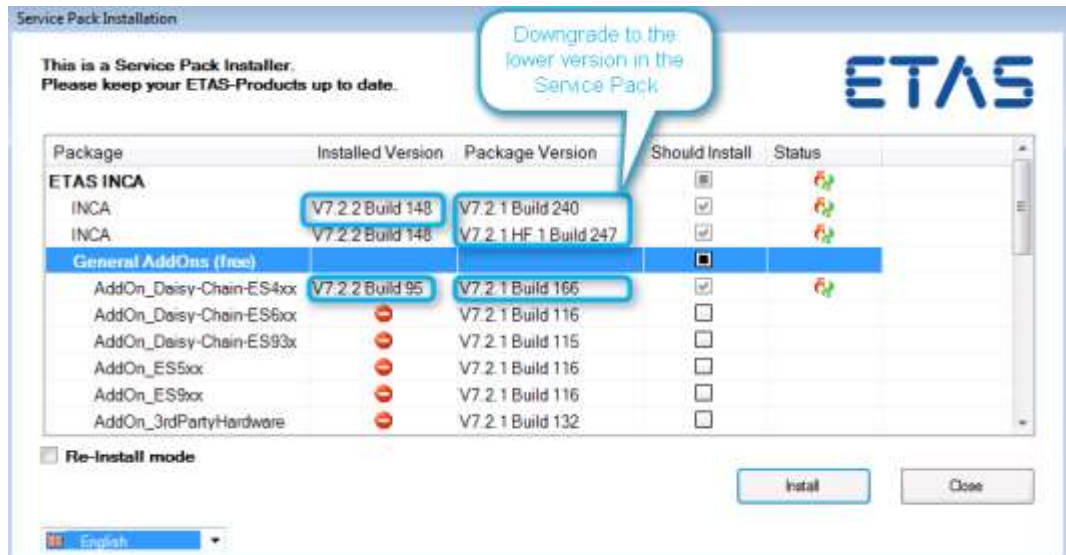 Service Pack Installation
Downgrade to the
lower version in the
Service Pack
This is a Service Pack Installer.
Please keep your ETAS-Products up to date.
ETAS
Package Installed Version Package Version Should Install Status
ETAS INCA
INCA V7.2.2 Build 148 V7.2.1 Build 240
INCA V7.2.2 Build 148 V7.2.1 HF 1 Build 247
General AddOns (free)
AddOn_Daisy-Chain-ES4xx V7.2.2 Build 95 V7.2.1 Build 166
AddOn_Daisy-Chain-ES6xx V7.2.1 Build 116
AddOn_Daisy-Chain-ES93x V7.2.1 Build 115
AddOn_ES5xx V7.2.1 Build 116
AddOn_ES9xx V7.2.1 Build 116
AddOn_3rdPartyHardware V7.2.1 Build 132
Re-Install mode
Install Close
English